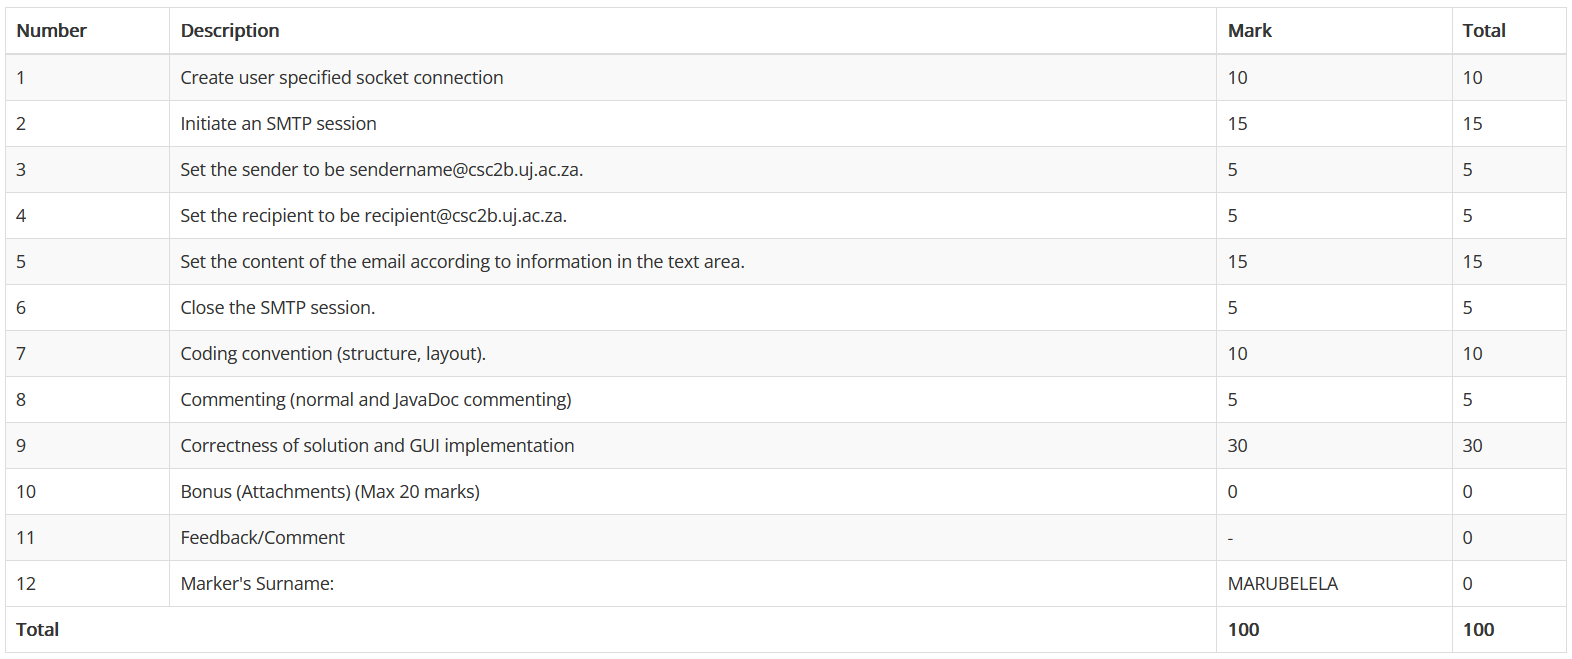 Number Description Mark Total
1 Create user specified socket connection 10 10
2 Initiate an SMTP session 15 15
3 Set the sender to be sendername@csc2b.uj.ac.za. 5 5
4 Set the recipient to be recipient@csc2b.uj.ac.za. 5 5
5 Set the content of the email according to information in the text area. 15 15
6 Close the SMTP session. 5 5
7 Coding convention (structure, layout). 10 10
8 Commenting (normal and JavaDoc commenting) 5 5
9 Correctness of solution and GUI implementation 30 30
10 Bonus (Attachments) (Max 20 marks) 0 0
11 Feedback/Comment - 0
12 Marker's Surname: MARUBELELA 0
Total 100 100